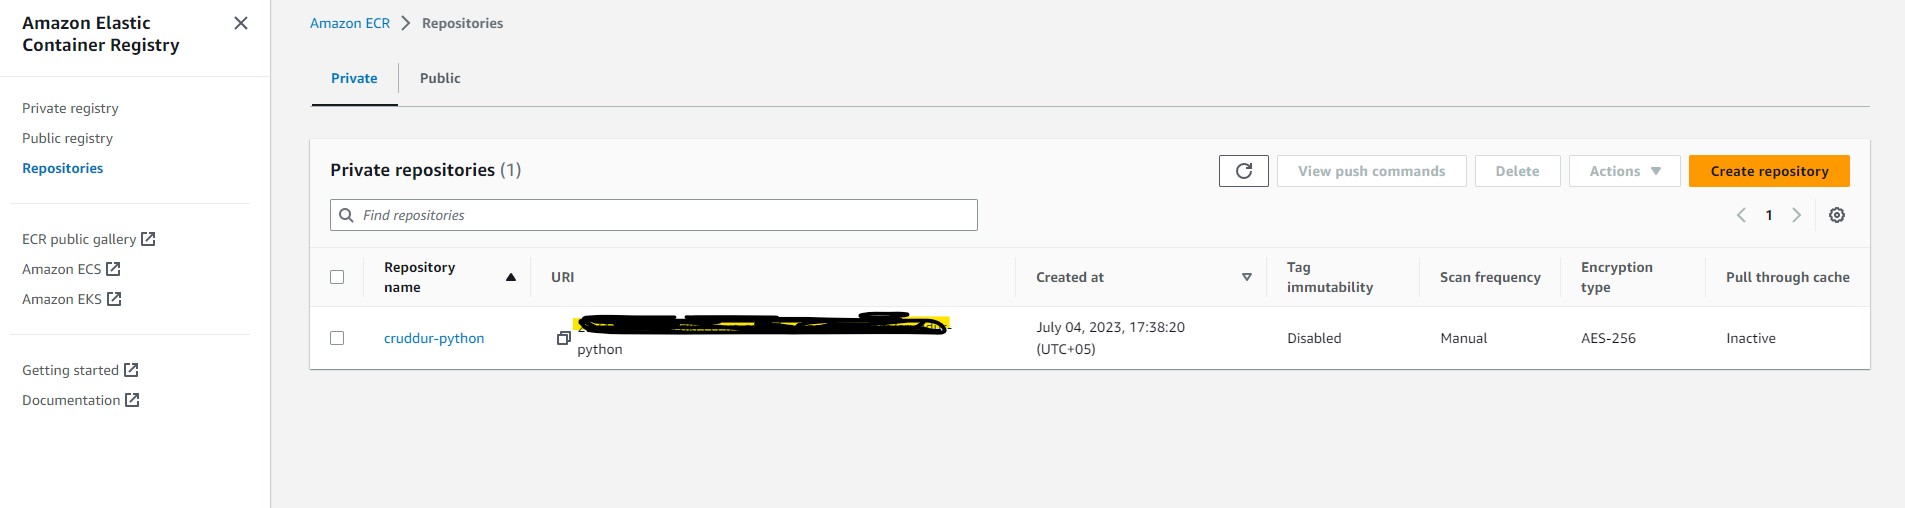 Amazon Elastic
Container Registry
Private registry
Public registry
Repositories
ECR public gallery
Amazon ECS
Amazon EKS
Getting started
Documentation
Amazon ECR > Repositories
Private
Public
Private repositories (1)
View push commands
Delete
Actions
Create repository
Find repositories
1
Repository
name
URI
Created at
Tag
immutability
Scan frequency
Encryption
type
Pull through cache
cruddur-python
python
July 04, 2023, 17:38:20
(UTC+05)
Disabled
Manual
AES-256
Inactive